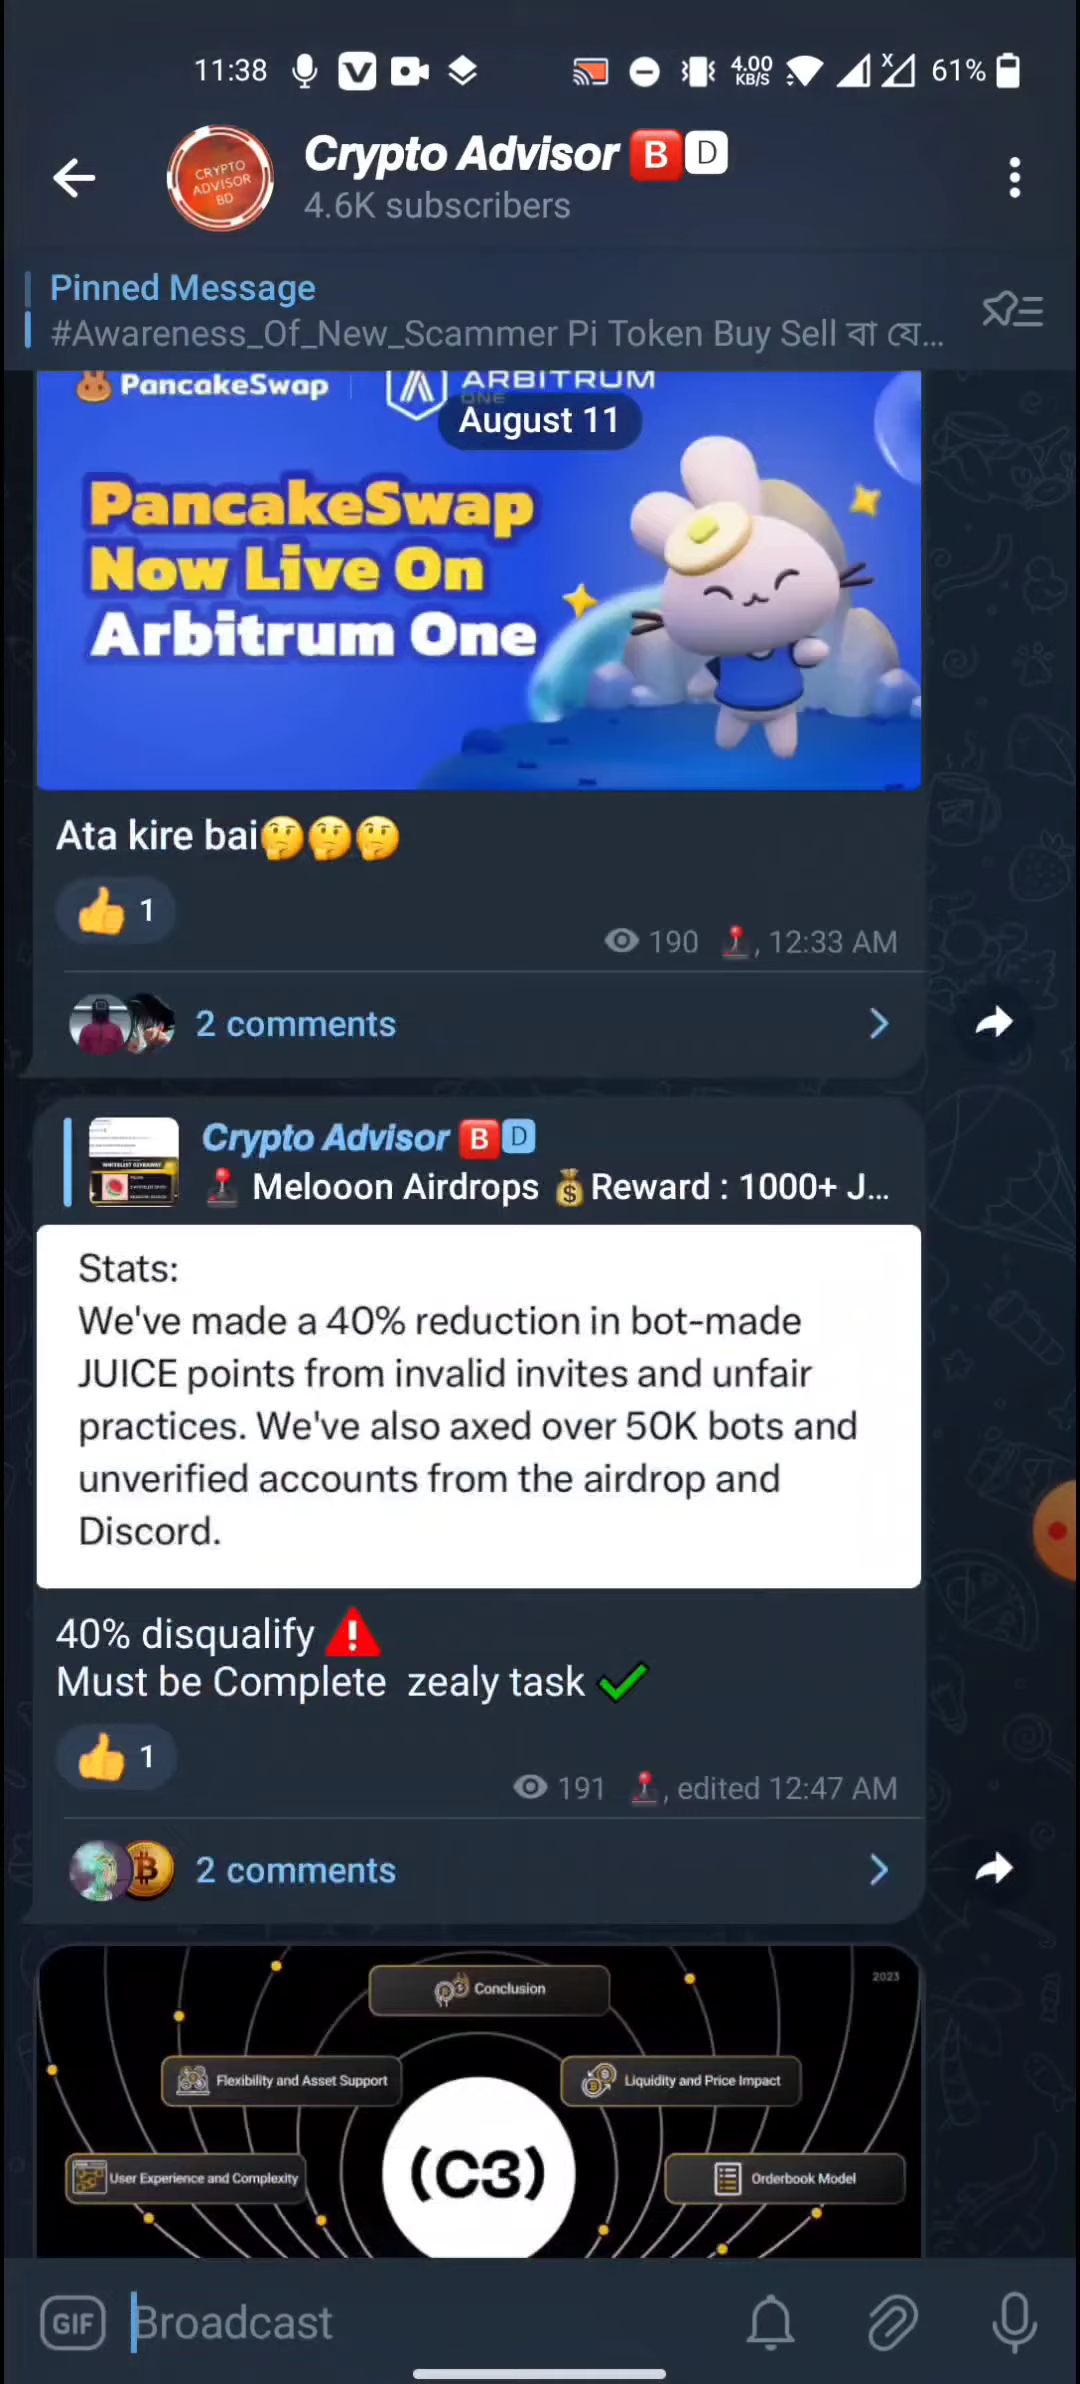 11:38
4.00
KB/S
X
61%
Crypto Advisor B D
4.6K subscribers
CRYPTO
ADVISOR
BD
Pinned Message
#Awareness_Of_New_Scammer Pi Token Buy Sell বা যে...
PancakeSwap
ARBITRUM
ONE
August 11
PancakeSwap
Now Live On
Arbitrum One
Ata kire bai🤔🤔🤔
👍 1
190 🕹, 12:33 AM
2 comments
Crypto Advisor B D
🕹 Melooon Airdrops 💰Reward : 1000+ J...
WHITELIST GIVEAWAY
Stats:
We've made a 40% reduction in bot-made
JUICE points from invalid invites and unfair
practices. We've also axed over 50K bots and
unverified accounts from the airdrop and
Discord.
40% disqualify ⚠
Must be Complete  zealy task ✔
👍 1
191 🕹, edited 12:47 AM
2 comments
2023
Conclusion
Flexibility and Asset Support
Liquidity and Price Impact
User Experience and Complexity
(C3)
Orderbook Model
GIF
Broadcast